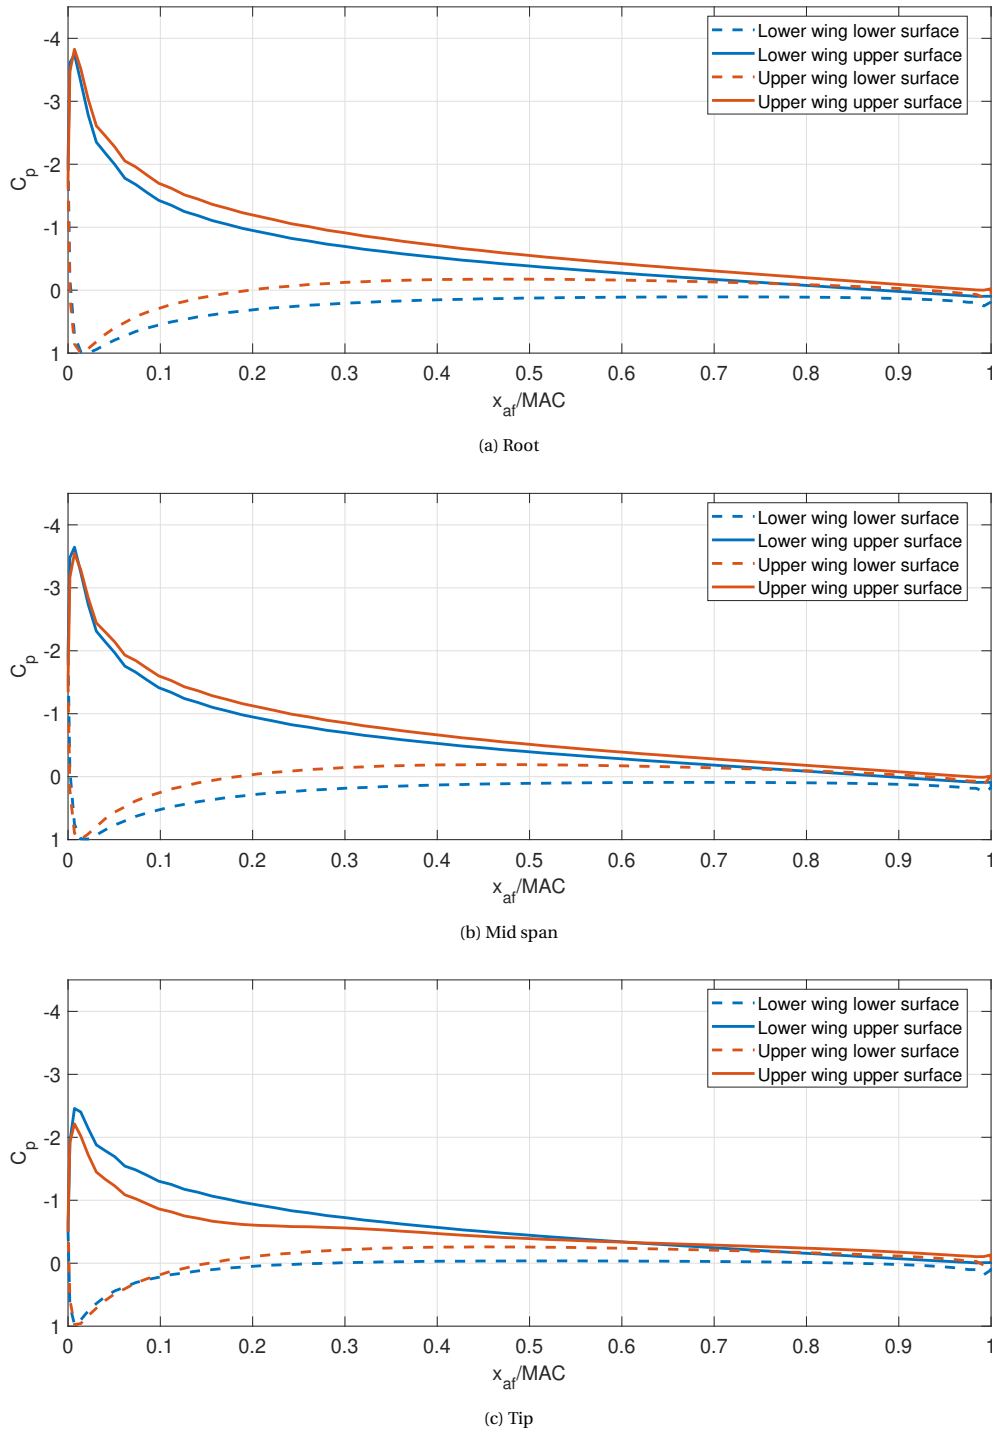 Lower wing lower surface
Lower wing upper surface
Upper wing lower surface
Upper wing upper surface
-4
-3
-2
-1
0
1
C_p
0 0.1 0.2 0.3 0.4 0.5 0.6 0.7 0.8 0.9 1
x_af/MAC
(a) Root
Lower wing lower surface
Lower wing upper surface
Upper wing lower surface
Upper wing upper surface
-4
-3
-2
-1
0
1
C_p
0 0.1 0.2 0.3 0.4 0.5 0.6 0.7 0.8 0.9 1
x_af/MAC
(b) Mid span
Lower wing lower surface
Lower wing upper surface
Upper wing lower surface
Upper wing upper surface
-4
-3
-2
-1
0
1
C_p
0 0.1 0.2 0.3 0.4 0.5 0.6 0.7 0.8 0.9 1
x_af/MAC
(c) Tip